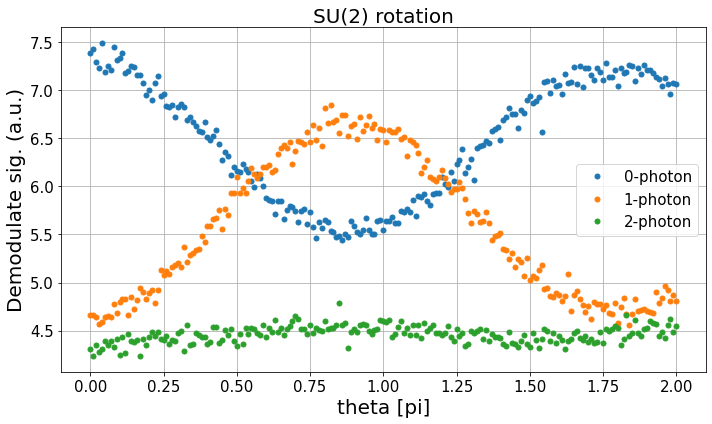 SU(2) rotation
Demodulate sig. (a.u.)
7.5
7.0
6.5
6.0
5.5
5.0
4.5
0-photon
1-photon
2-photon
0.00 0.25 0.50 0.75 1.00 1.25 1.50 1.75 2.00
theta [pi]